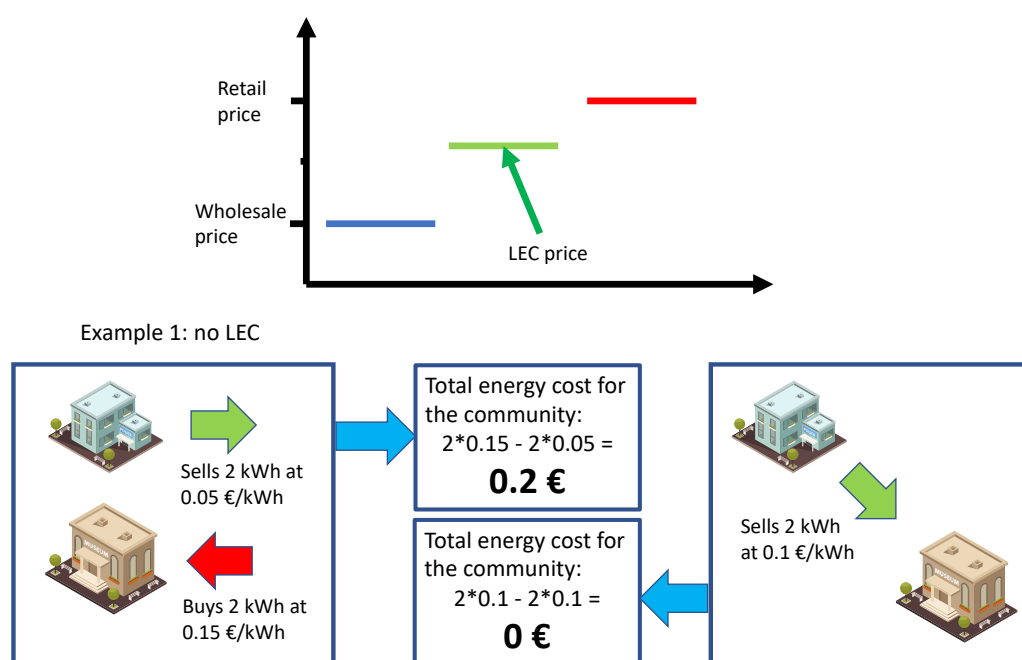 Retail
price
Wholesale
price
LEC price
Example 1: no LEC
Sells 2 kWh at
0.05 €/kWh
MUSEUM
Buys 2 kWh at
0.15 €/kWh
Total energy cost for
the community:
2*0.15 - 2*0.05 =
0.2 €
Total energy cost for
the community:
2*0.1 - 2*0.1 =
0 €
Sells 2 kWh
at 0.1 €/kWh
MUSEUM